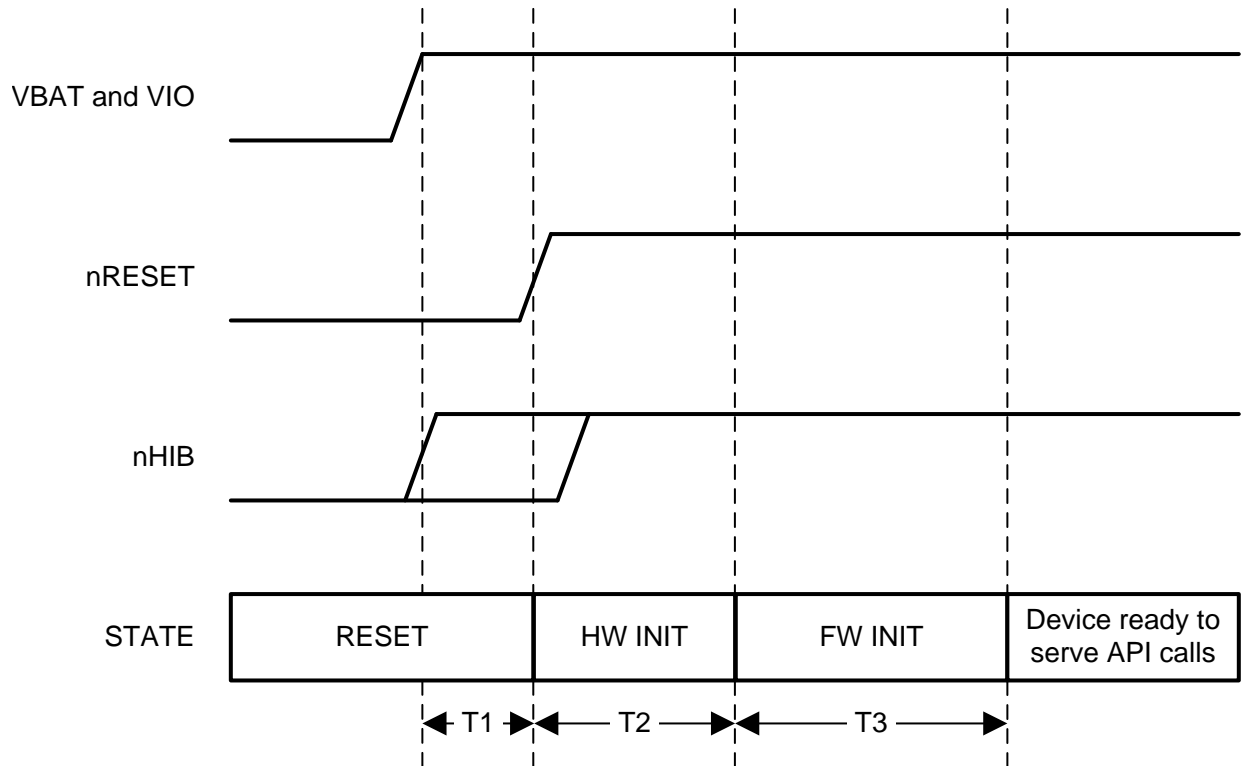 VBAT and VIO
nRESET
nHIB
STATE
RESET
HW INIT
FW INIT
Device ready to
serve API calls
T1
T2
T3